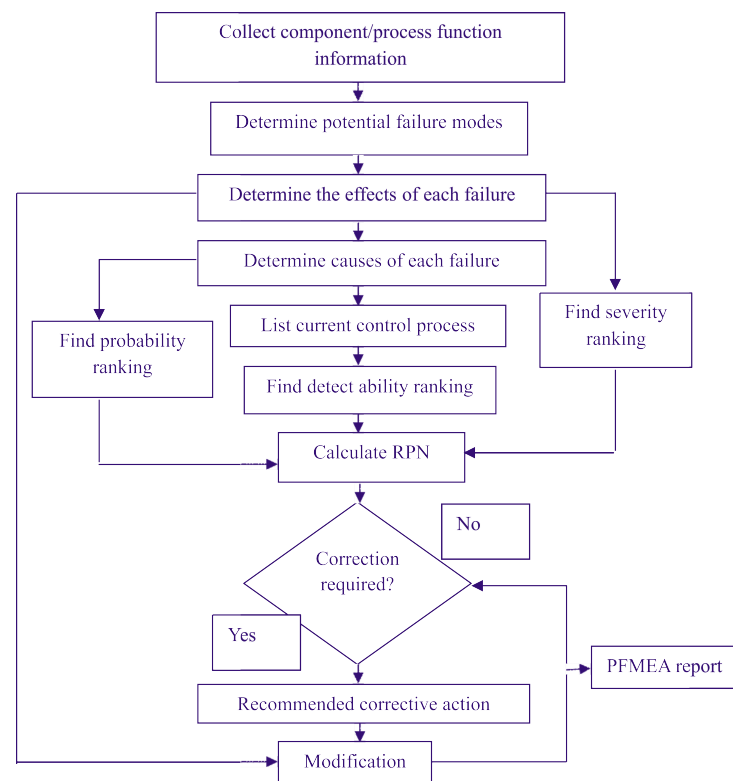 Collect component/process function
information
Determine potential failure modes
Determine the effects of each failure
Determine causes of each failure
Find severity
ranking
List current control process
Find probability
ranking
Find detect ability ranking
Calculate RPN
No
Correction
required?
Yes
PFMEA report
Recommended corrective action
Modification